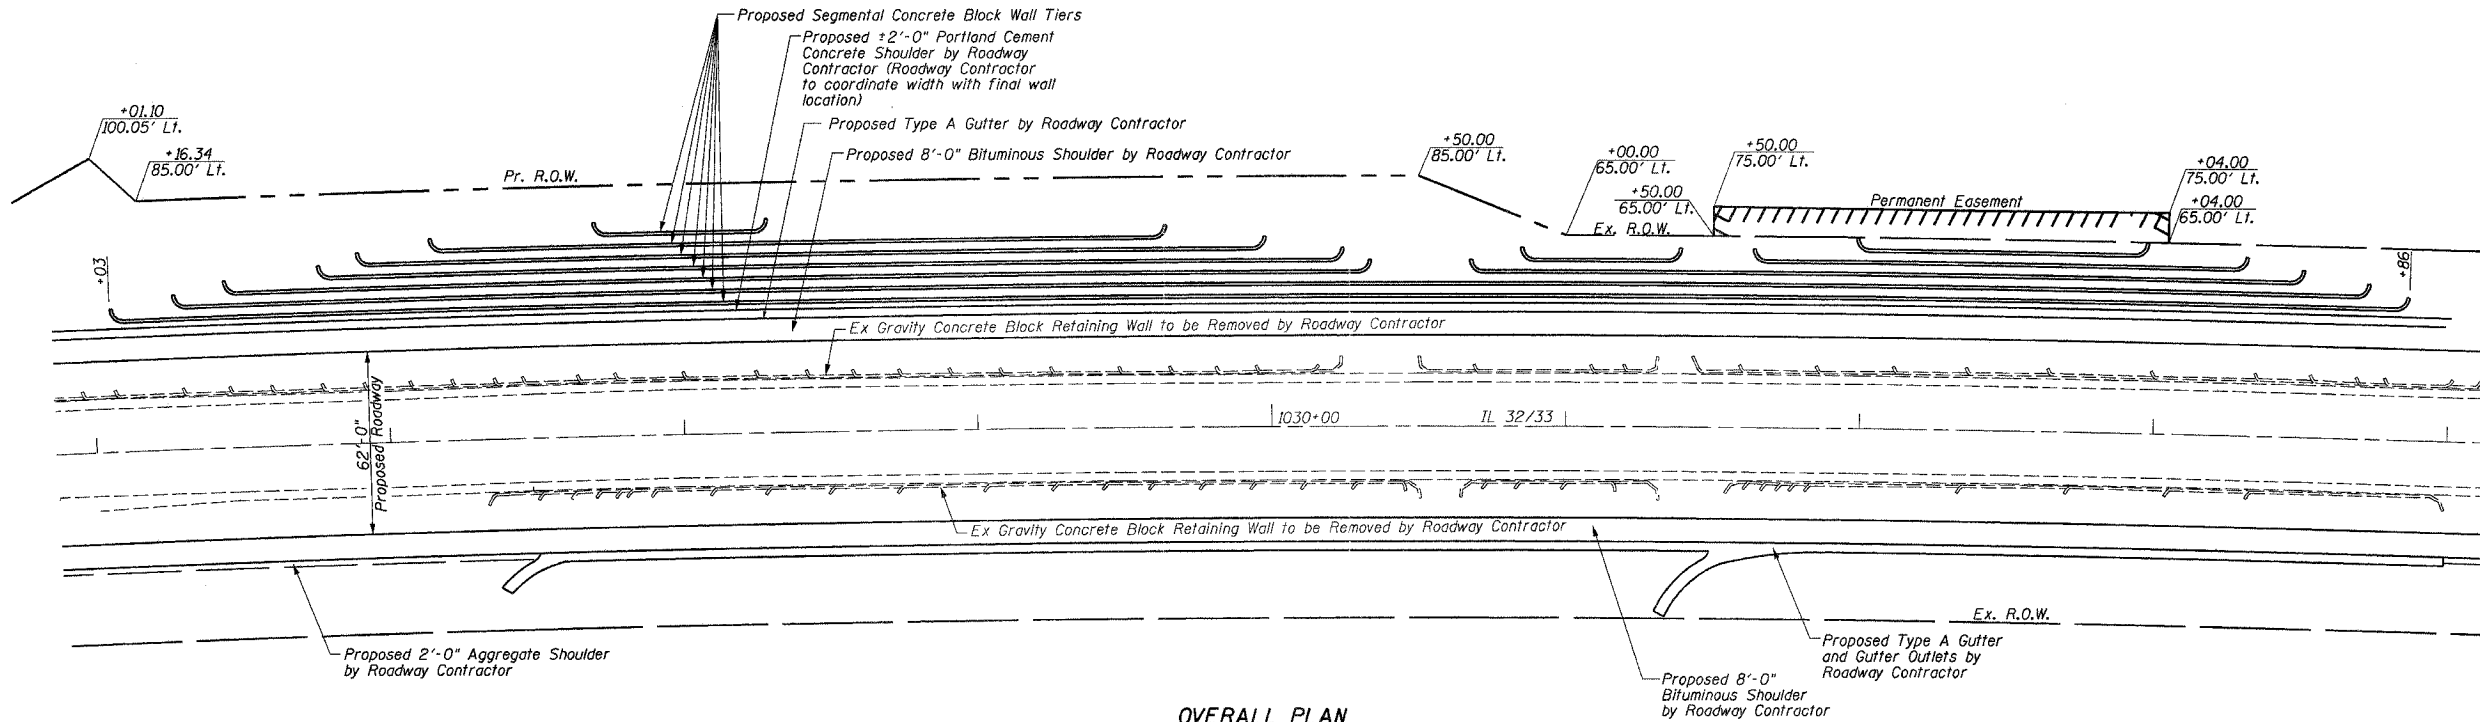 Proposed Segmental Concrete Block Wall Tiers
Proposed ±2'-0" Portland Cement
Concrete Shoulder by Roadway
Contractor (Roadway Contractor
to coordinate width with final wall
location)
Proposed Type A Gutter by Roadway Contractor
Proposed 8'-0" Bituminous Shoulder by Roadway Contractor
+01.10
100.05' Lt.
+16.34
85.00' Lt.
Pr. R.O.W.
+50.00
85.00' Lt.
+00.00
65.00' Lt.
+50.00
75.00' Lt.
+50.00
65.00' Lt.
Permanent Easement
+04.00
75.00' Lt.
+04.00
65.00' Lt.
Ex. R.O.W.
+03
+86
Ex Gravity Concrete Block Retaining Wall to be Removed by Roadway Contractor
62'-0"
Proposed Roadway
1030+00
IL 32/33
Ex Gravity Concrete Block Retaining Wall to be Removed by Roadway Contractor
Ex. R.O.W.
Proposed 2'-0" Aggregate Shoulder
by Roadway Contractor
Proposed Type A Gutter
and Gutter Outlets by
Roadway Contractor
Proposed 8'-0"
Bituminous Shoulder
by Roadway Contractor
OVERALL PLAN